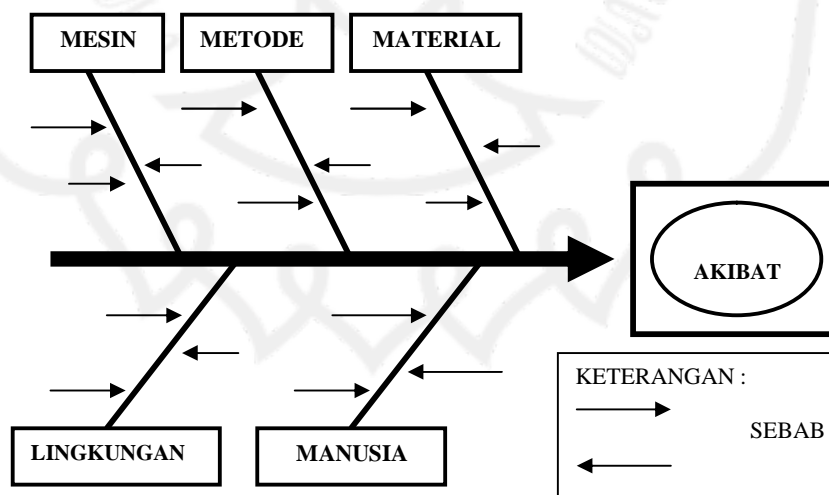 MESIN
METODE
MATERIAL
AKIBAT
LINGKUNGAN
MANUSIA
KETERANGAN :
SEBAB